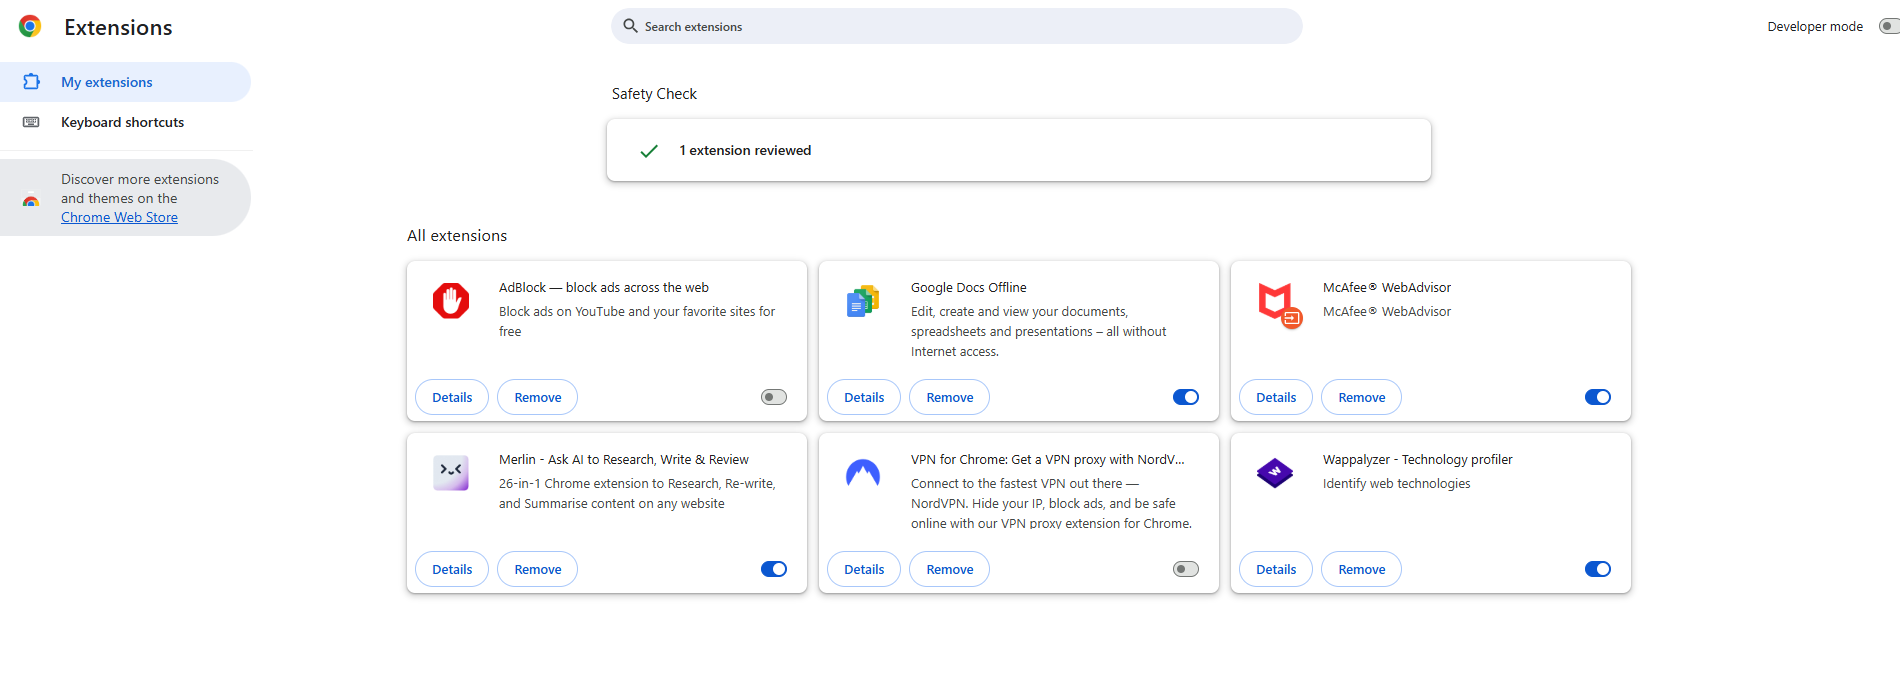 Extensions
Search extensions
Developer mode
My extensions
Keyboard shortcuts
Discover more extensions
and themes on the
Chrome Web Store
Safety Check
1 extension reviewed
All extensions
AdBlock — block ads across the web
Block ads on YouTube and your favorite sites for
free
Details
Remove
Google Docs Offline
Edit, create and view your documents,
spreadsheets and presentations – all without
Internet access.
Details
Remove
McAfee® WebAdvisor
McAfee® WebAdvisor
Details
Remove
Merlin - Ask AI to Research, Write & Review
26-in-1 Chrome extension to Research, Re-write,
and Summarise content on any website
Details
Remove
VPN for Chrome: Get a VPN proxy with NordV...
Connect to the fastest VPN out there —
NordVPN. Hide your IP, block ads, and be safe
online with our VPN proxy extension for Chrome.
Details
Remove
W
Wappalyzer - Technology profiler
Identify web technologies
Details
Remove